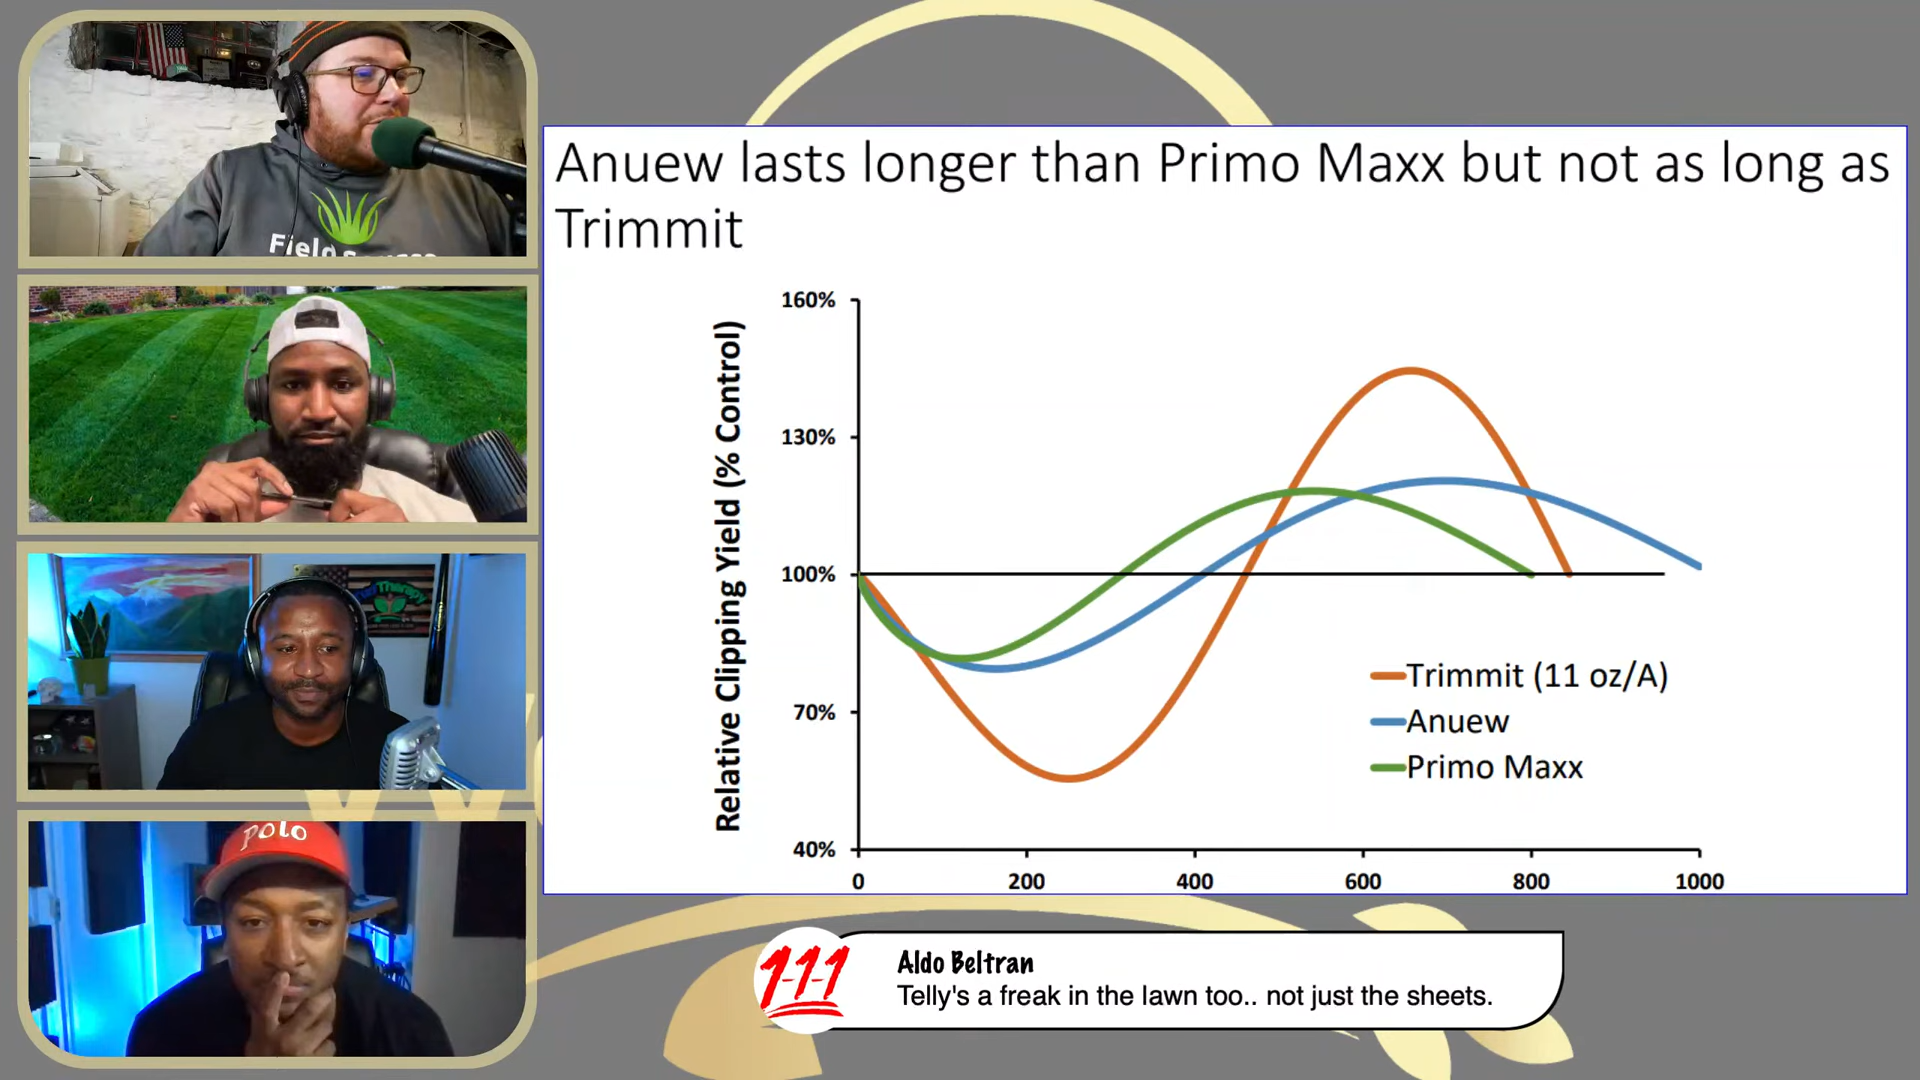 Field
polo
Anuew lasts longer than Primo Maxx but not as long as
Trimmit
Relative Clipping Yield (% Control)
160%
130%
100%
70%
40%
0 200 400 600 800 1000
Trimmit (11 oz/A)
Anuew
Primo Maxx
1-1-1
Aldo Beltran
Telly's a freak in the lawn too.. not just the sheets.